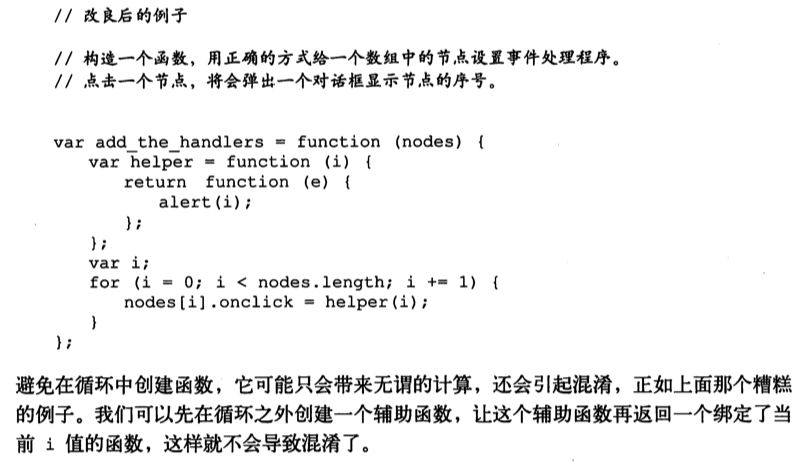 // 改良后的例子
// 构造一个函数，用正确的方式给一个数组中的节点设置事件处理程序。
// 点击一个节点，将会弹出一个对话框显示节点的序号。
var add_the_handlers = function (nodes) {
var helper = function (i) {
return function (e) {
alert(i);
};
};
var i;
for (i = 0; i < nodes.length; i += 1) {
nodes[i].onclick = helper(i);
}
};
避免在循环中创建函数，它可能只会带来无谓的计算，还会引起混淆，正如上面那个糟糕
的例子。我们可以先在循环之外创建一个辅助函数，让这个辅助函数再返回一个绑定了当
前 i 值的函数，这样就不会导致混淆了。